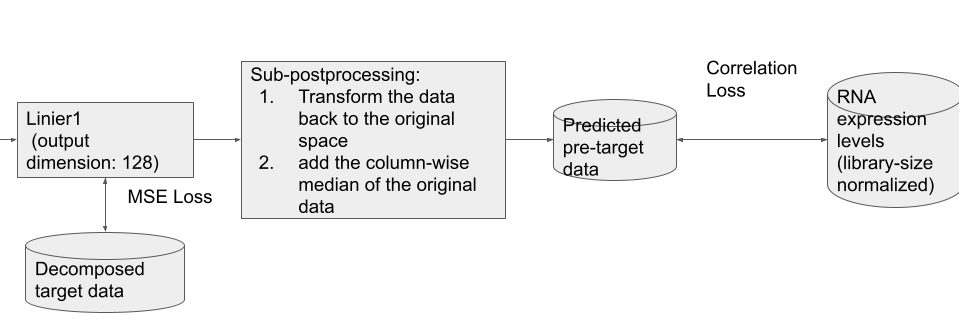 Linier1
(output
dimension: 128)
MSE Loss
Decomposed
target data
Sub-postprocessing:
1. Transform the data
back to the original
space
2. add the column-wise
median of the original
data
Predicted
pre-target
data
Correlation
Loss
RNA
expression
levels
(library-size
normalized)